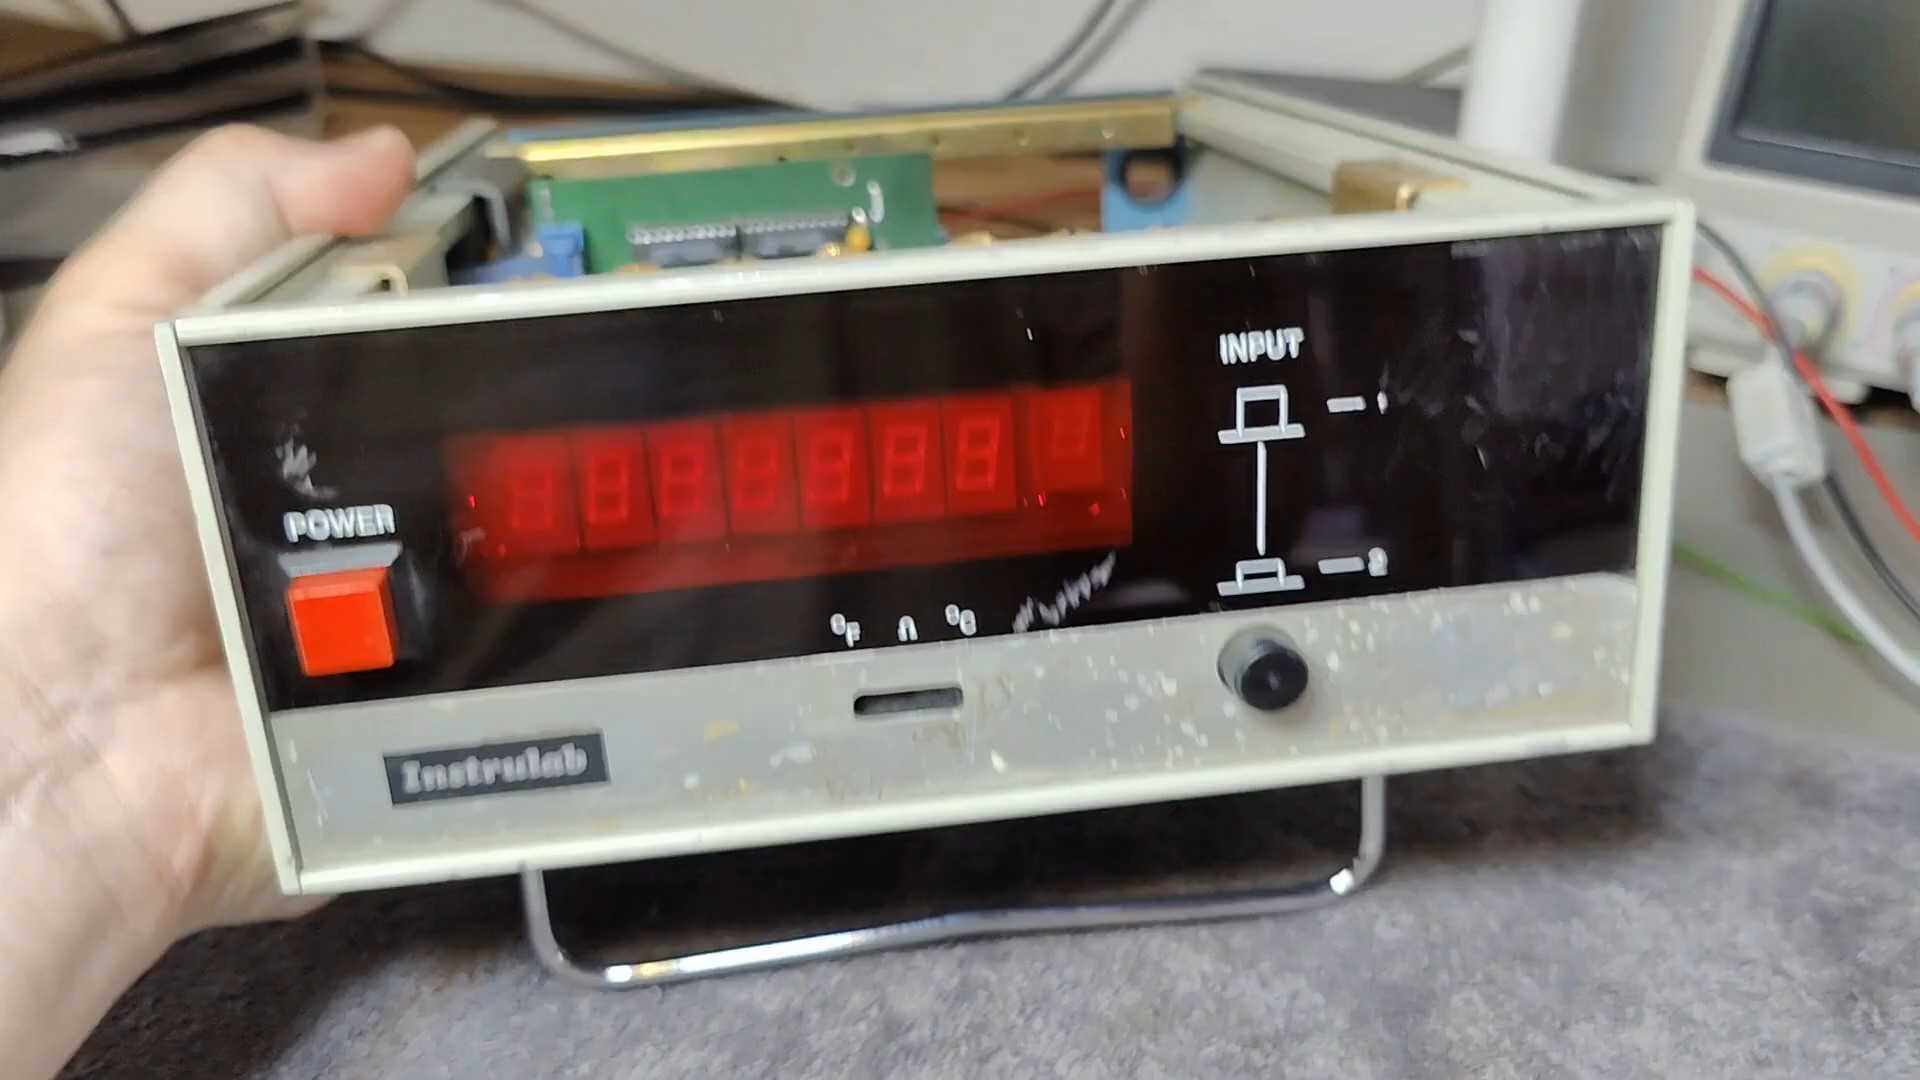 INPUT
1
POWER
2
°F Ω °C
Instrulab